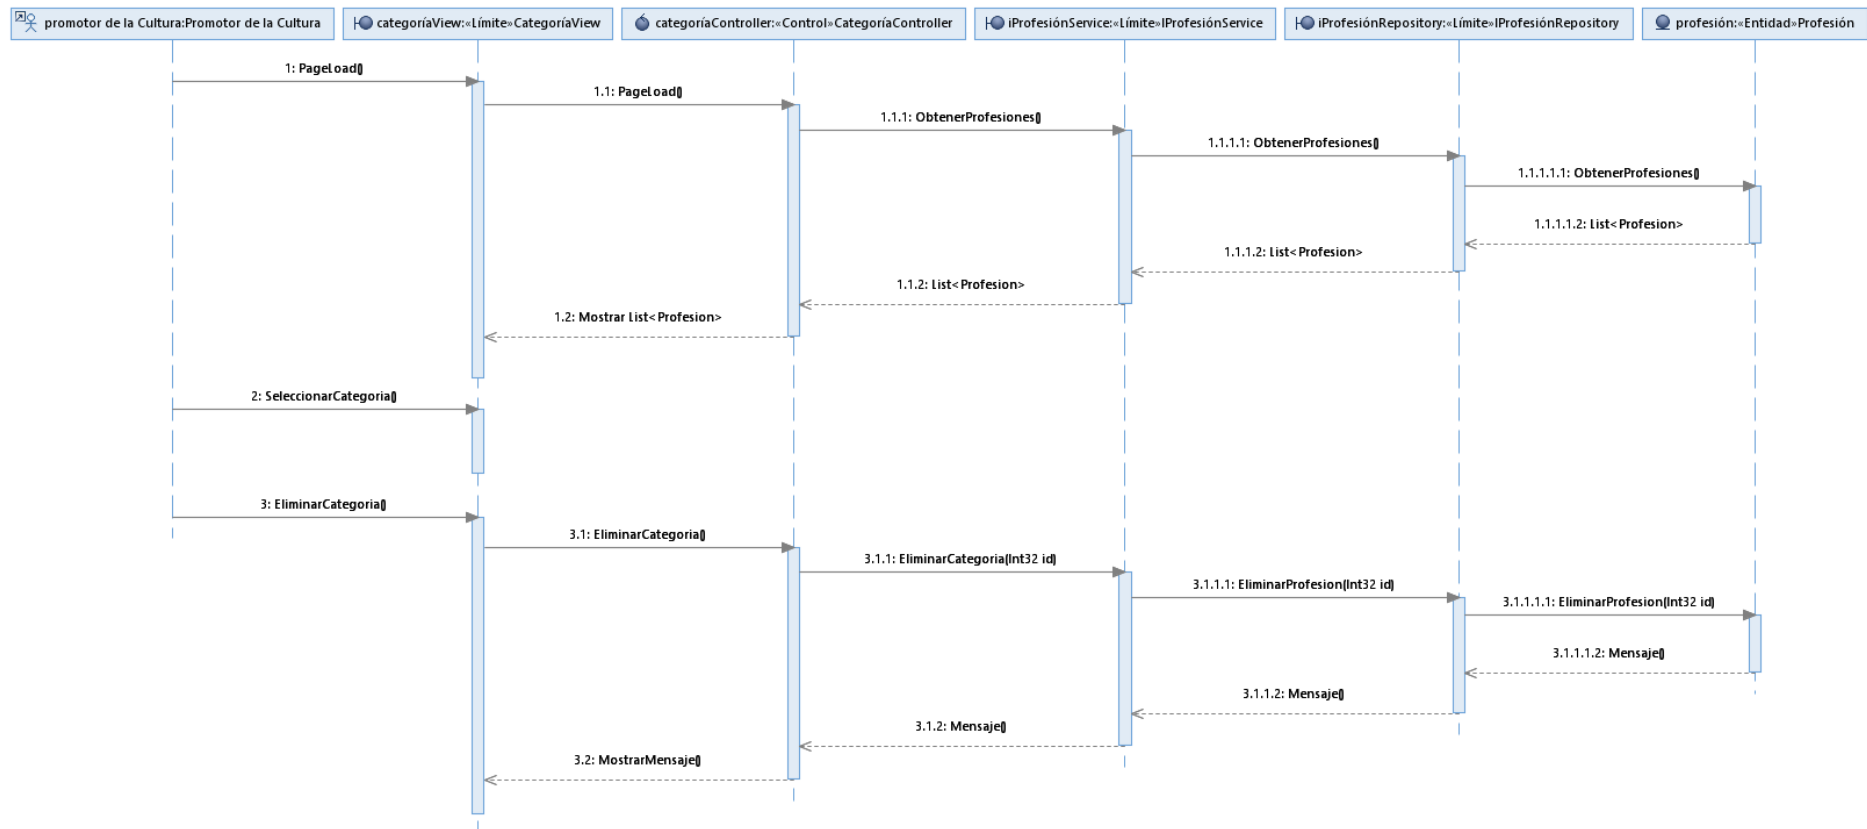 promotor de la Cultura:Promotor de la Cultura
categoríaView:«Límite»CategoríaView
categoríaController:«Control»CategoríaController
iProfesiónService:«Límite»IProfesiónService
iProfesiónRepository:«Límite»IProfesiónRepository
profesión:«Entidad»Profesión
1: PageLoad()
1.1: PageLoad()
1.1.1: ObtenerProfesiones()
1.1.1.1: ObtenerProfesiones()
1.1.1.1.1: ObtenerProfesiones()
1.1.1.1.2: List<Profesion>
1.1.1.2: List<Profesion>
1.1.2: List<Profesion>
1.2: Mostrar List<Profesion>
2: SeleccionarCategoria()
3: EliminarCategoria()
3.1: EliminarCategoria()
3.1.1: EliminarCategoria(Int32 id)
3.1.1.1: EliminarProfesion(Int32 id)
3.1.1.1.1: EliminarProfesion(Int32 id)
3.1.1.1.2: Mensaje()
3.1.1.2: Mensaje()
3.1.2: Mensaje()
3.2: MostrarMensaje()